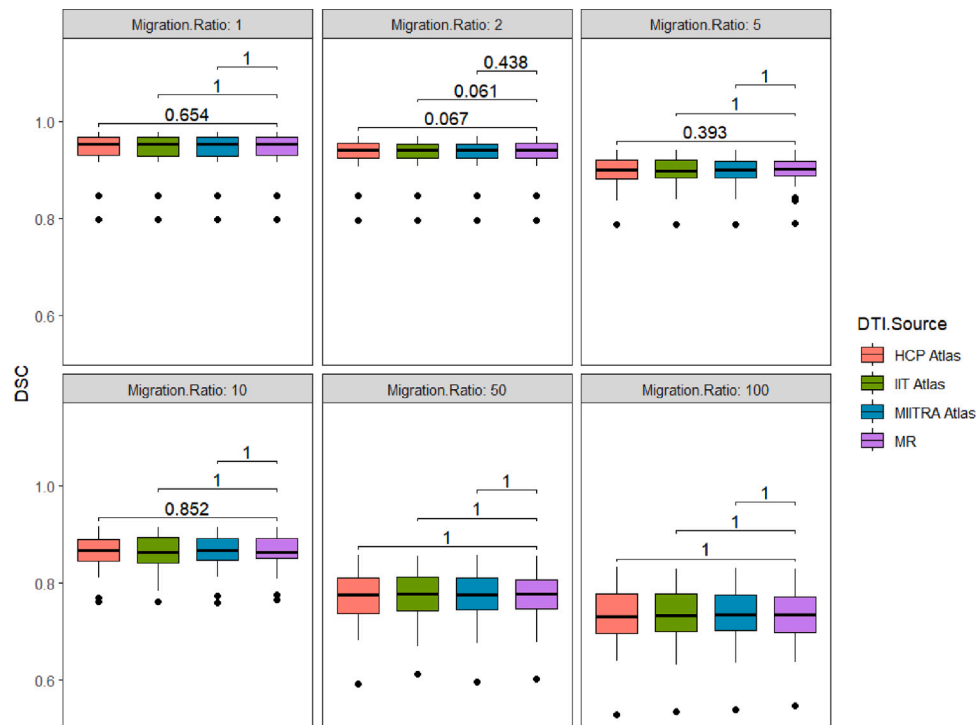 Migration.Ratio: 1
Migration.Ratio: 2
Migration.Ratio: 5
1
1
0.654
0.438
0.061
0.067
1
1
0.393
1.0
0.8
0.6
DSC
Migration.Ratio: 10
Migration.Ratio: 50
Migration.Ratio: 100
1
1
0.852
1
1
1
1
1
1
1.0
0.8
0.6
DTI.Source
HCP Atlas
IIT Atlas
MIITRA Atlas
MR